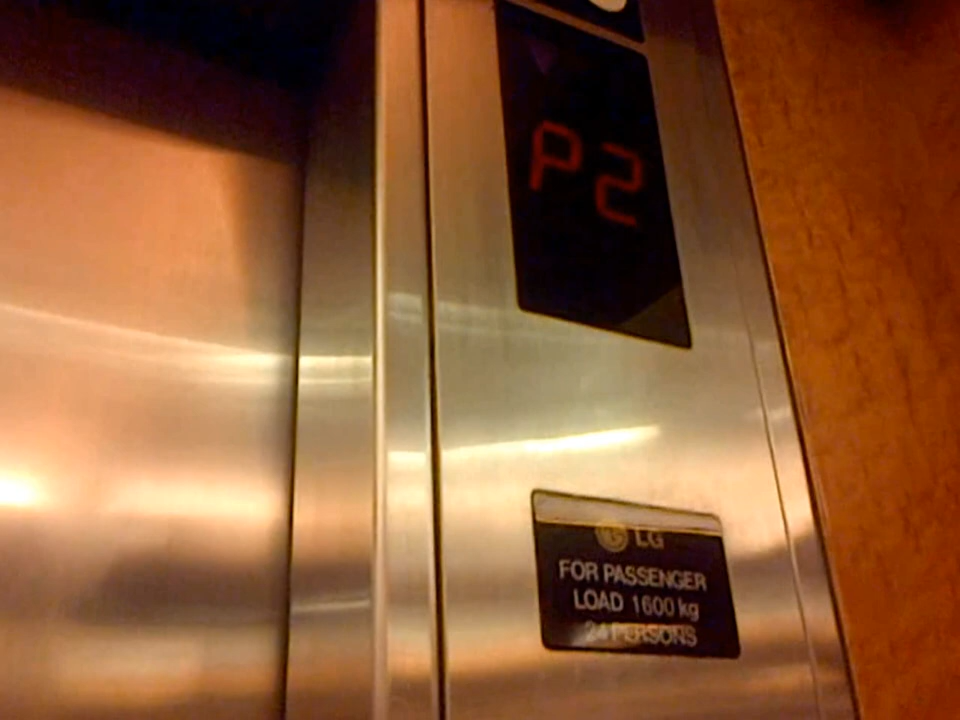 P2
LG
FOR PASSENGER
LOAD 1600 kg
24 PERSONS